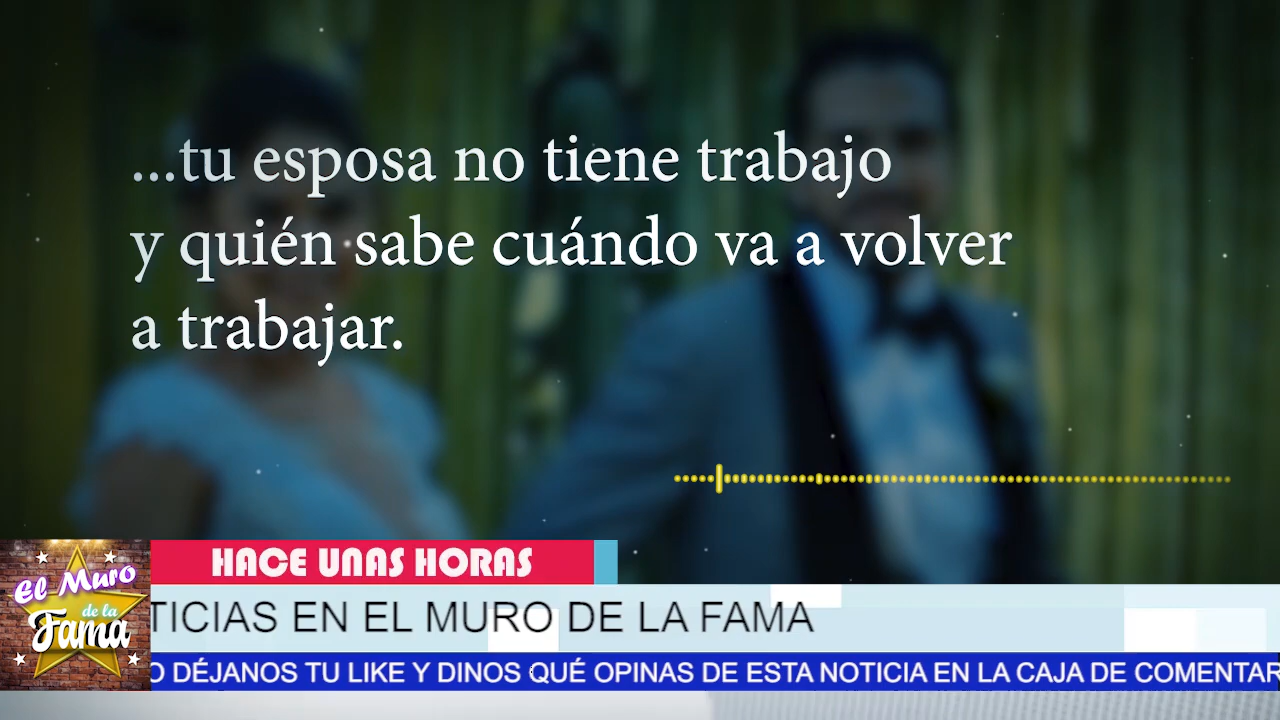 ...tu esposa no tiene trabajo
y quién sabe cuándo va a volver
a trabajar.
HACE UNAS HORAS
El Muro
de la
Fama
TICIAS EN EL MURO DE LA FAMA
O DÉJANOS TU LIKE Y DINOS QUÉ OPINAS DE ESTA NOTICIA EN LA CAJA DE COMENTAR